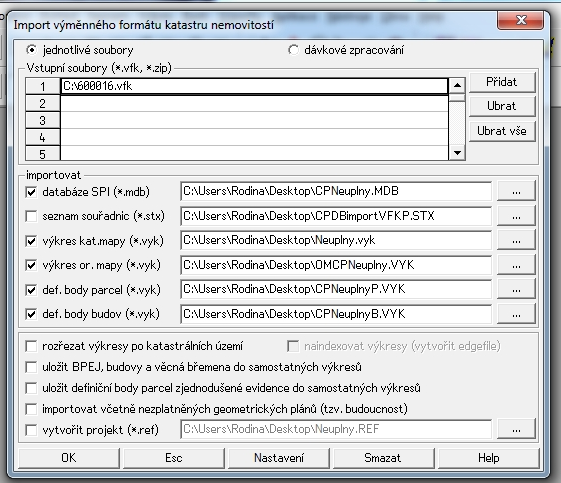 Import výměnného formátu katastru nemovitostí
jednotlivé soubory
dávkové zpracování
Vstupní soubory (*.vfk, *.zip)
1 C:\600016.vfk
2
3
4
5
Přidat
Ubrat
Ubrat vše
importovat
databáze SPI (*.mdb) C:\Users\Rodina\Desktop\CPNeuplny.MDB ...
seznam souřadnic (*.stx) C:\Users\Rodina\Desktop\CPDBimportVFKP.STX ...
výkres kat.mapy (*.vyk) C:\Users\Rodina\Desktop\Neuplny.vyk ...
výkres or. mapy (*.vyk) C:\Users\Rodina\Desktop\OMCPNeuplny.VYK ...
def. body parcel (*.vyk) C:\Users\Rodina\Desktop\CPNeuplnyP.VYK ...
def. body budov (*.vyk) C:\Users\Rodina\Desktop\CPNeuplnyB.VYK ...
rozřezat výkresy po katastrálních území
naindexovat výkresy (vytvořit edgefile)
uložit BPEJ, budovy a věcná břemena do samostatných výkresů
uložit definiční body parcel zjednodušené evidence do samostatných výkresů
importovat včetně nezplatněných geometrických plánů (tzv. budoucnost)
vytvořit projekt (*.ref) C:\Users\Rodina\Desktop\Neuplny.REF ...
OK
Esc
Nastavení
Smazat
Help